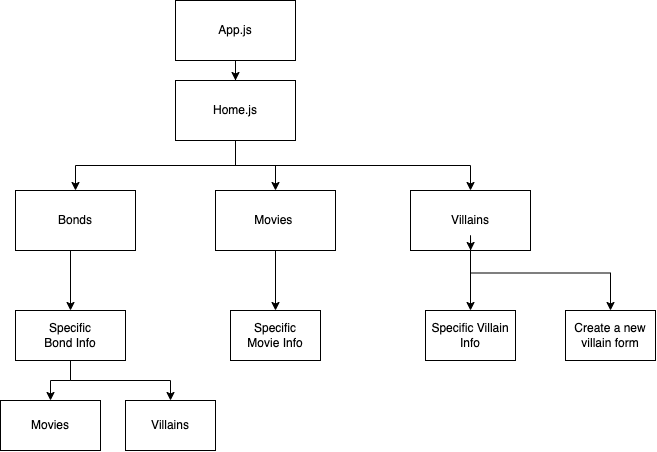 App.js
Home.js
Bonds
Movies
Villains
Specific
Bond Info
Specific
Movie Info
Specific Villain
Info
Create a new
villain form
Movies
Villains